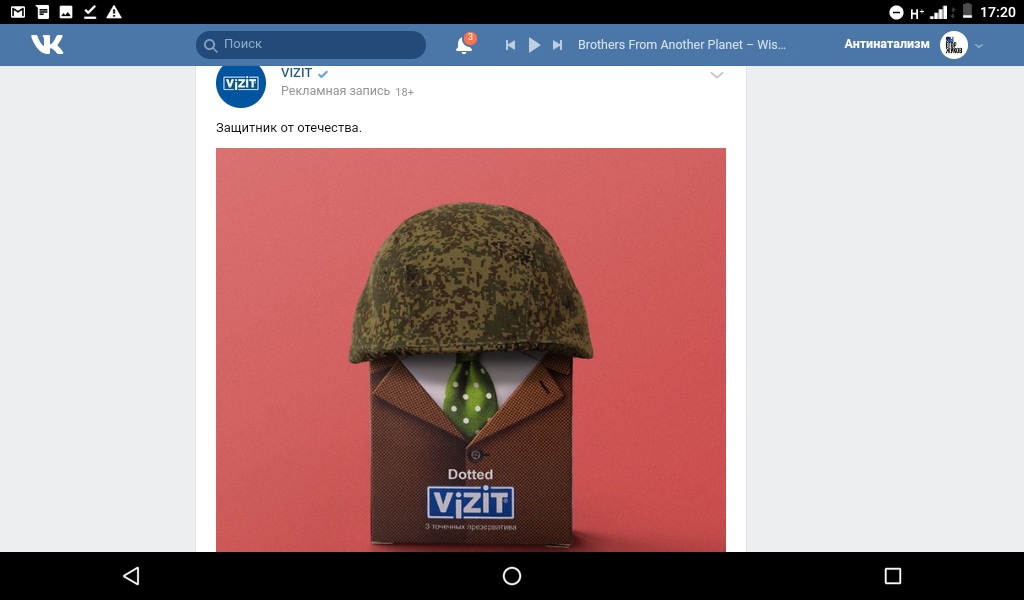 H+ 17:20
Поиск
3
Brothers From Another Planet – Wis...
Антинатализм
ViZiT
VIZIT
Рекламная запись 18+
Защитник от отечества.
Dotted
ViZiT®
3 точечных презерватива